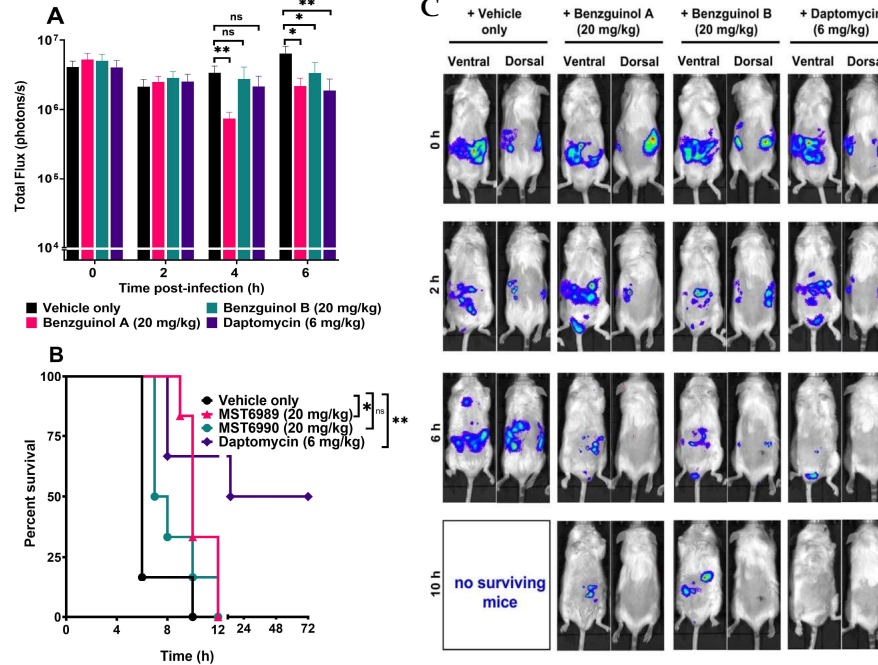 A
ns
ns
**
**
*
*
10⁷
10⁶
10⁵
10⁴
Total Flux (photons/s)
0
2
4
6
Time post-infection (h)
Vehicle only
Benzguinol A (20 mg/kg)
Benzguinol B (20 mg/kg)
Daptomycin (6 mg/kg)
B
100
75
50
25
0
Percent survival
Vehicle only
MST6989 (20 mg/kg)
MST6990 (20 mg/kg)
Daptomycin (6 mg/kg)
*
ns
**
0
4
8
12
24
48
72
Time (h)
C
+ Vehicle
only
+ Benzguinol A
(20 mg/kg)
+ Benzguinol B
(20 mg/kg)
+ Daptomycin
(6 mg/kg)
Ventral Dorsal
Ventral Dorsal
Ventral Dorsal
Ventral Dorsal
0 h
2 h
6 h
10 h
no surviving
mice